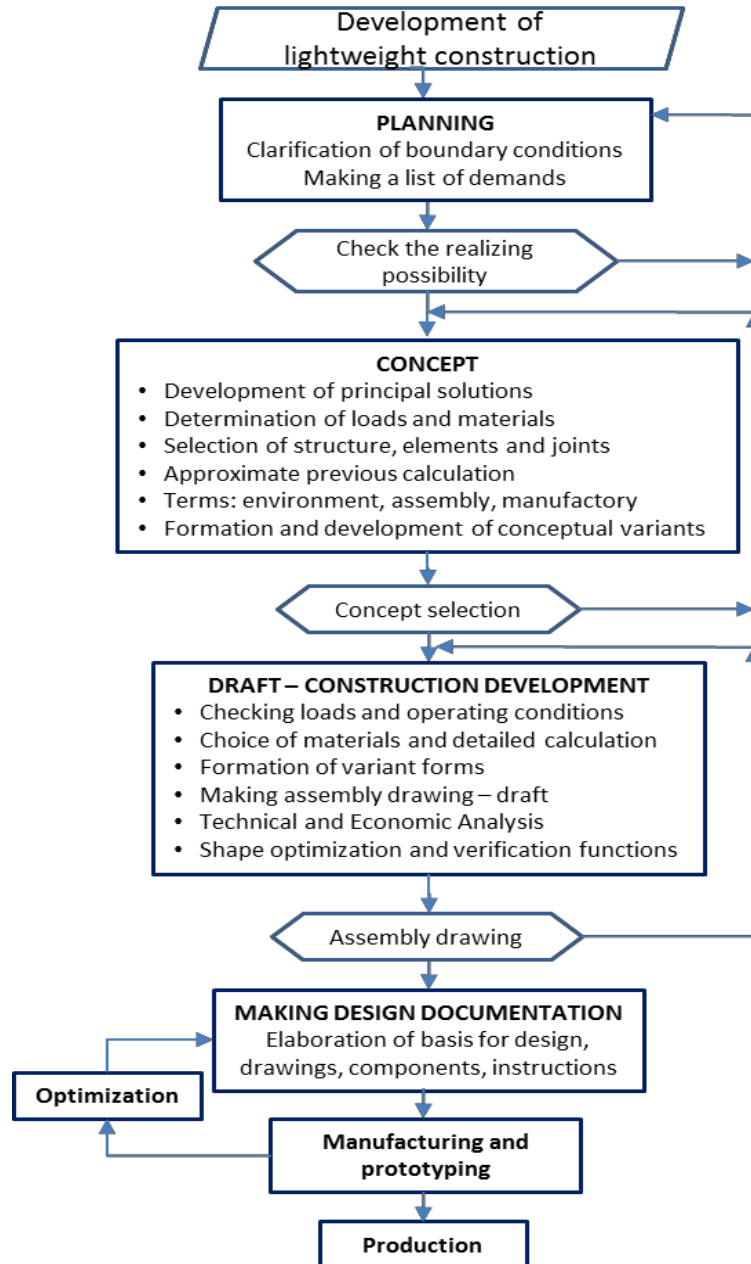 Development of
lightweight construction
PLANNING
Clarification of boundary conditions
Making a list of demands
Check the realizing
possibility
CONCEPT
• Development of principal solutions
• Determination of loads and materials
• Selection of structure, elements and joints
• Approximate previous calculation
• Terms: environment, assembly, manufactory
• Formation and development of conceptual variants
Concept selection
DRAFT – CONSTRUCTION DEVELOPMENT
• Checking loads and operating conditions
• Choice of materials and detailed calculation
• Formation of variant forms
• Making assembly drawing – draft
• Technical and Economic Analysis
• Shape optimization and verification functions
Assembly drawing
MAKING DESIGN DOCUMENTATION
Elaboration of basis for design,
drawings, components, instructions
Optimization
Manufacturing and
prototyping
Production